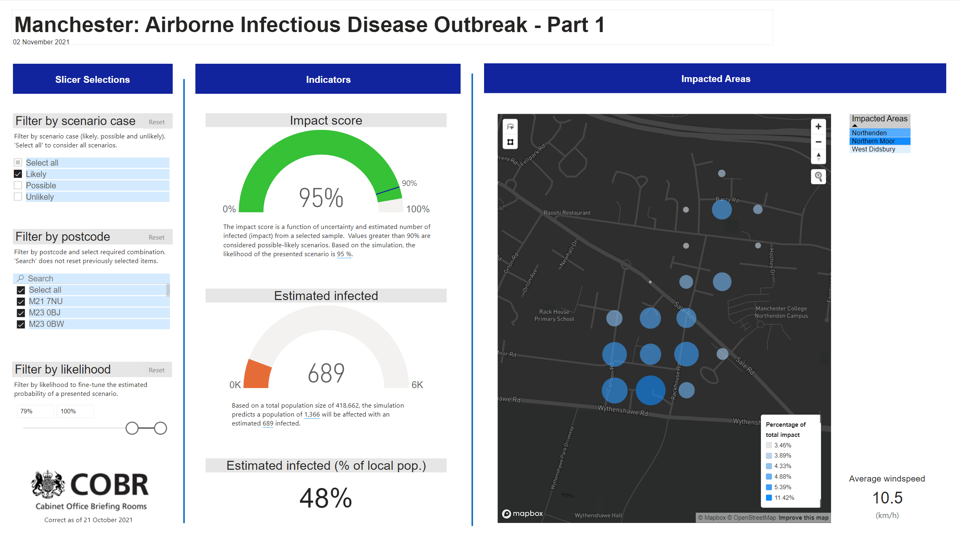 Manchester: Airborne Infectious Disease Outbreak - Part 1
02 November 2021
Slicer Selections
Filter by scenario case
Reset
Filter by scenario case (likely, possible and unlikely).
'Select all' to consider all scenarios.
Select all
Likely
Possible
Unlikely
Filter by postcode
Reset
Filter by postcode and select required combination.
'Search' does not reset previously selected items.
Search
Select all
M21 7NU
M23 0BJ
M23 0BW
Filter by likelihood
Reset
Filter by likelihood to fine-tune the estimated
probability of a presented scenario.
79%
100%
COBR
Cabinet Office Briefing Rooms
Correct as of 21 October 2021
Indicators
Impact score
90%
95%
0%
100%
The impact score is a function of uncertainty and estimated number of
infected (impact) from a selected sample. Values greater than 90% are
considered possible-likely scenarios. Based on the simulation, the
likelihood of the presented scenario is 95 %.
Estimated infected
689
0K
6K
Based on a total population size of 418,662, the simulation
predicts a population of 1,366 will be affected with an
estimated 689 infected.
Estimated infected (% of local pop.)
48%
Impacted Areas
Rajshi Restaurant
Rack House
Primary School
Manchester College
Northenden Campus
Sale Rd
Wythenshawe Rd
Wythenshawe Park Driveway
Wythenshawe Hall
Percentage of
total impact
3.46%
3.89%
4.33%
4.88%
5.39%
11.42%
mapbox
© Mapbox © OpenStreetMap Improve this map
Impacted Areas
Northenden
Northern Moor
West Didsbury
Average windspeed
10.5
(km/h)